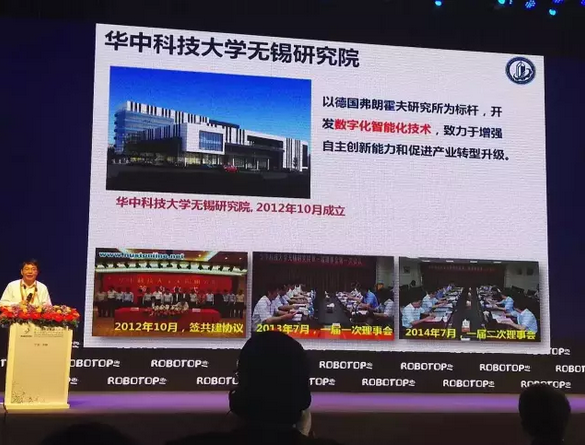 华中科技大学无锡研究院
以德国弗朗霍夫研究所为标杆，开
发数字化智能化技术，致力于增强
自主创新能力和促进产业转型升级。
华中科技大学无锡研究院, 2012年10月成立
www.huxionline.net
2012年10月，签共建协议
2013年7月，一届一次理事会
2014年7月，一届二次理事会
ROBOTOP
ROBOTOP
ROBOTOP
ROBOTOP
ROBOTOP
ROBOTOP
ROBOTOP
ROBOTOP